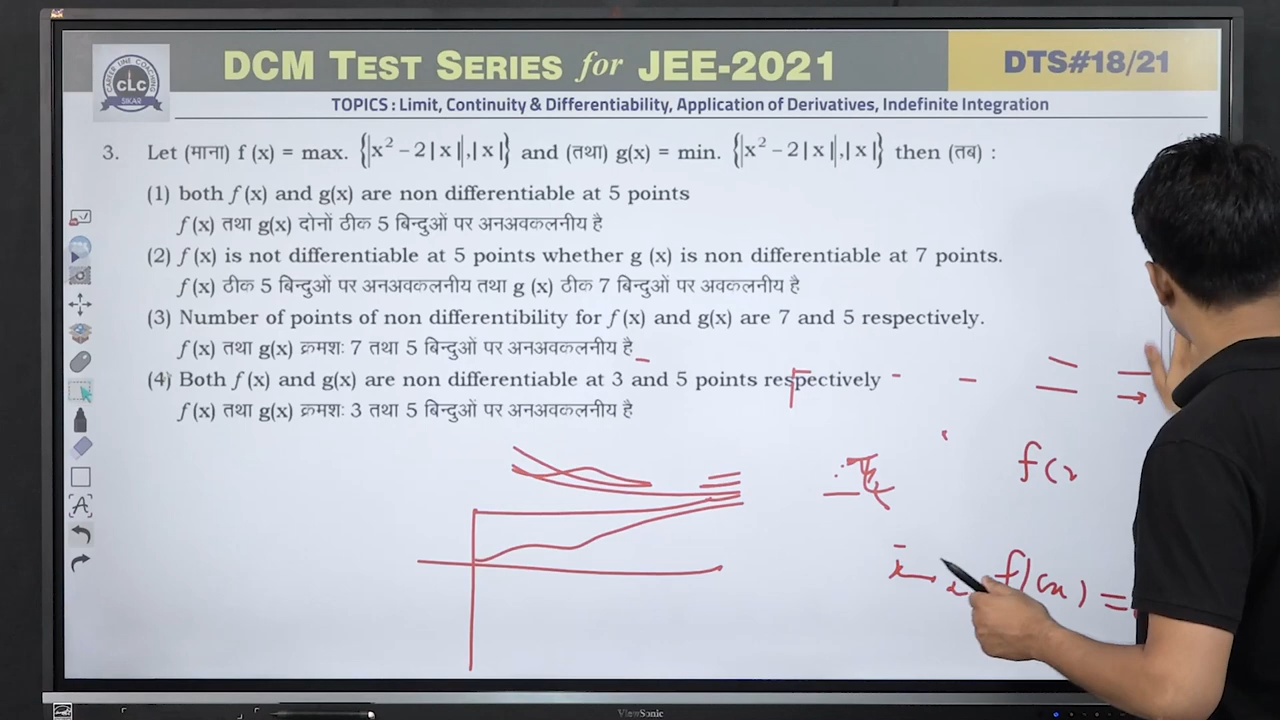 DCM TEST SERIES for JEE-2021
DTS#18/21
CAREER LINE COACHING
CLC
SIKAR
TOPICS : Limit, Continuity & Differentiability, Application of Derivatives, Indefinite Integration
3. Let (माना) f (x) = max. {|x² – 2|x||,|x|} and (तथा) g(x) = min. {|x² – 2|x||,|x|} then (तब) :
(1) both f (x) and g(x) are non differentiable at 5 points
f (x) तथा g(x) दोनों ठीक 5 बिन्दुओं पर अनअवकलनीय है
(2) f (x) is not differentiable at 5 points whether g (x) is non differentiable at 7 points.
f (x) ठीक 5 बिन्दुओं पर अनअवकलनीय तथा g (x) ठीक 7 बिन्दुओं पर अवकलनीय है
(3) Number of points of non differentibility for f (x) and g(x) are 7 and 5 respectively.
f (x) तथा g(x) क्रमशः 7 तथा 5 बिन्दुओं पर अनअवकलनीय है
(4) Both f (x) and g(x) are non differentiable at 3 and 5 points respectively
f (x) तथा g(x) क्रमशः 3 तथा 5 बिन्दुओं पर अनअवकलनीय है
A
f(x
f(x) =
ViewSonic